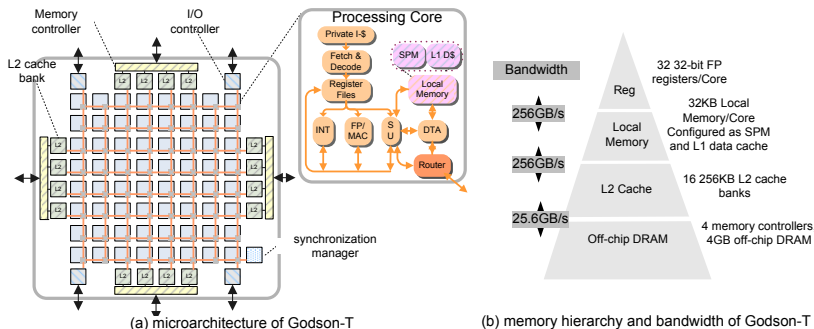 Memory
controller
I/O
controller
L2 cache
bank
L2 L2 L2 L2
L2 L2
L2 L2
L2 L2
L2 L2
L2 L2 L2 L2
synchronization
manager
(a) microarchitecture of Godson-T
Processing Core
Private I-$
Fetch &
Decode
Register
Files
SPM L1 D$
Local
Memory
INT
FP/
MAC
S
U
DTA
Router
Bandwidth
256GB/s
256GB/s
25.6GB/s
Reg
Local
Memory
L2 Cache
Off-chip DRAM
32 32-bit FP
registers/Core
32KB Local
Memory/Core
Configured as SPM
and L1 data cache
16 256KB L2 cache
banks
4 memory controllers
4GB off-chip DRAM
(b) memory hierarchy and bandwidth of Godson-T